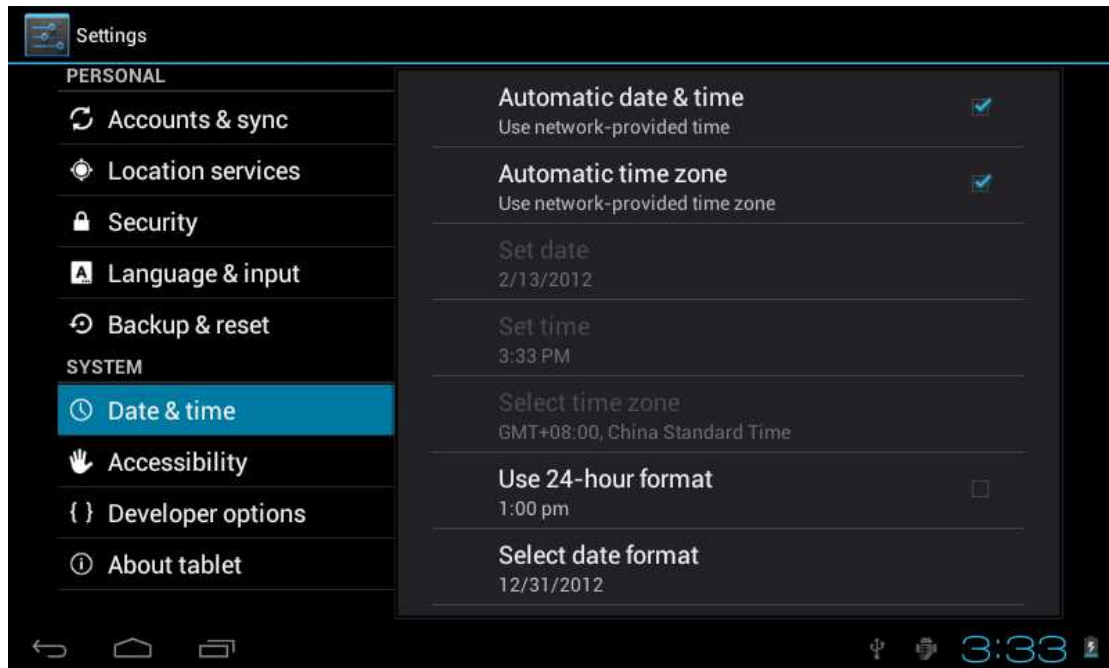 Settings
PERSONAL
Accounts & sync
Location services
Security
Language & input
Backup & reset
SYSTEM
Date & time
Accessibility
Developer options
About tablet
Automatic date & time
Use network-provided time
Automatic time zone
Use network-provided time zone
Set date
2/13/2012
Set time
3:33 PM
Select time zone
GMT+08:00, China Standard Time
Use 24-hour format
1:00 pm
Select date format
12/31/2012
3:33